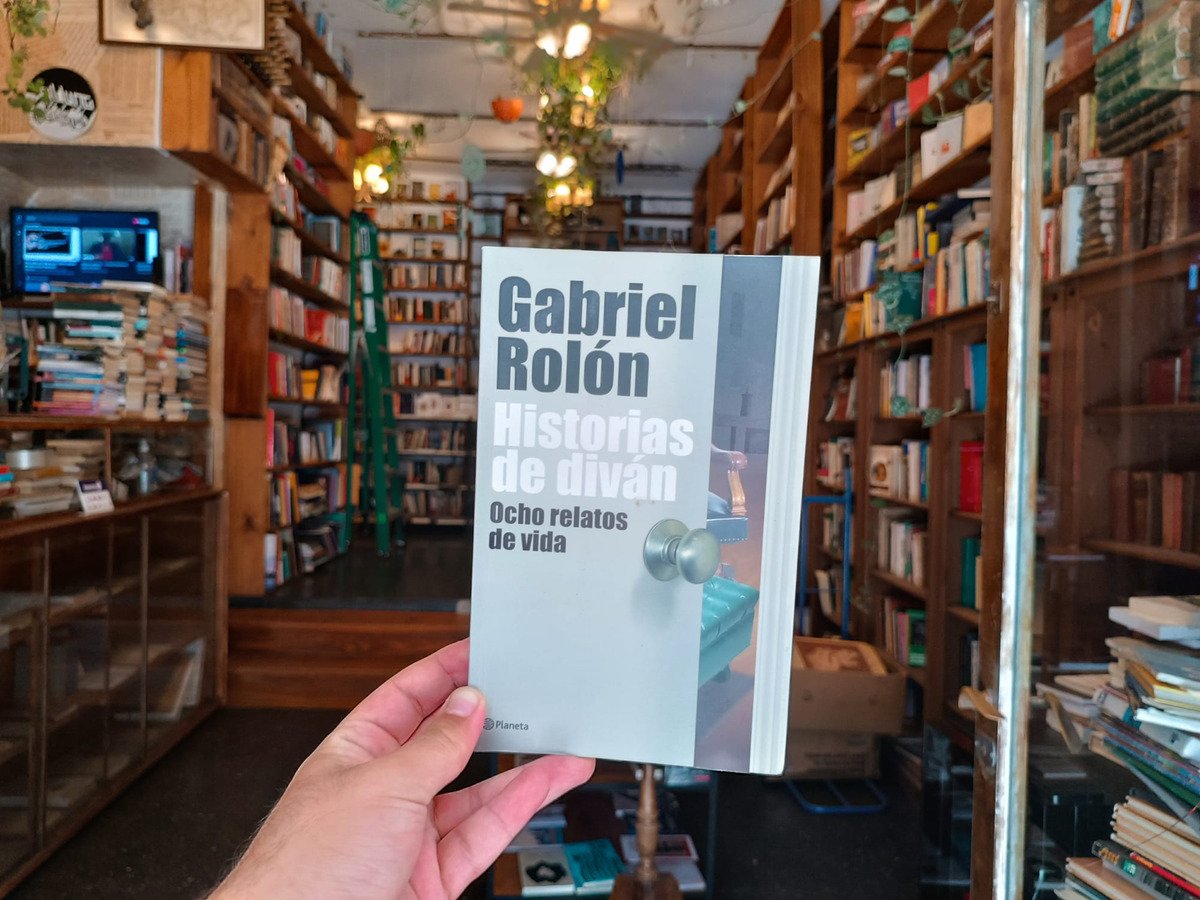 Gabriel
Rolón
Historias
de diván
Ocho relatos
de vida
Planeta